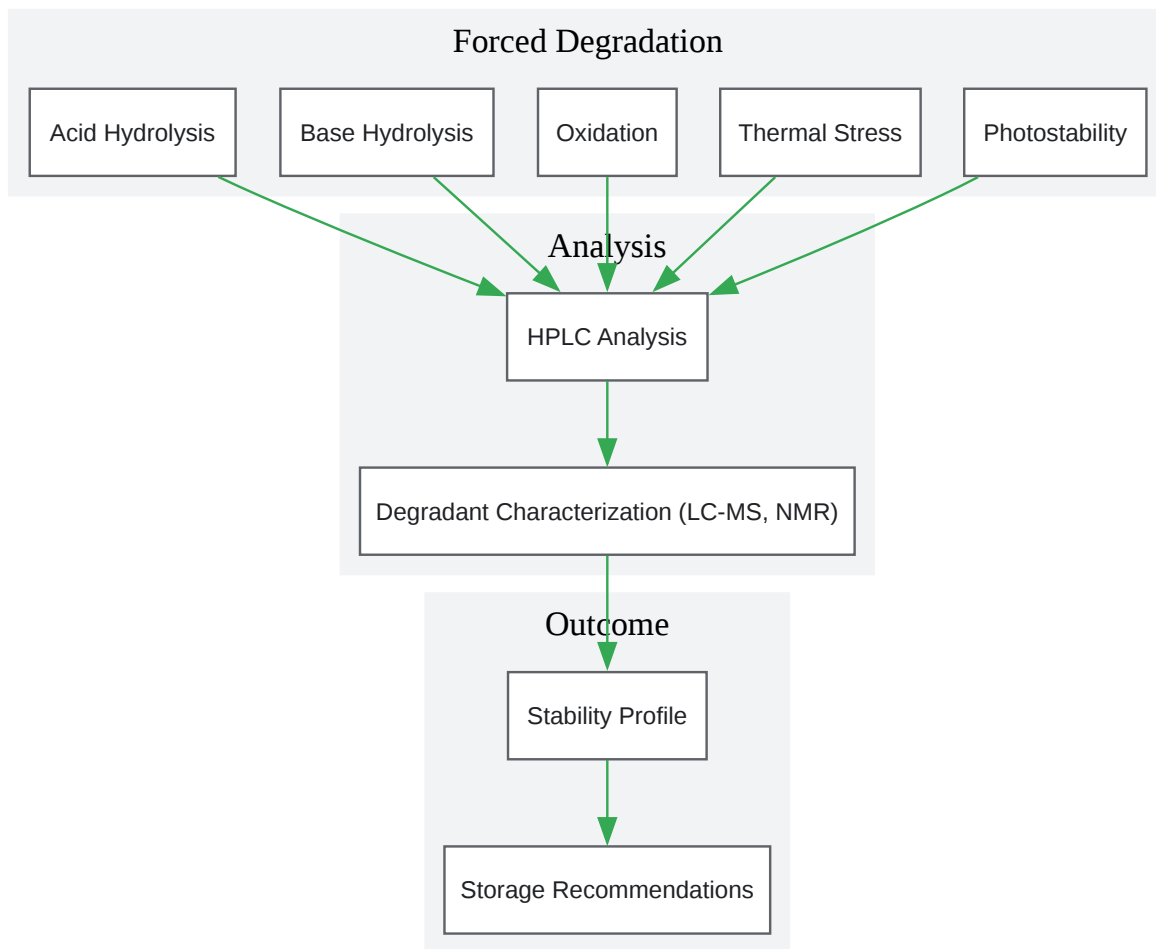 Forced Degradation
Acid Hydrolysis
Base Hydrolysis
Oxidation
Thermal Stress
Photostability
Analysis
HPLC Analysis
Degradant Characterization (LC-MS, NMR)
Outcome
Stability Profile
Storage Recommendations